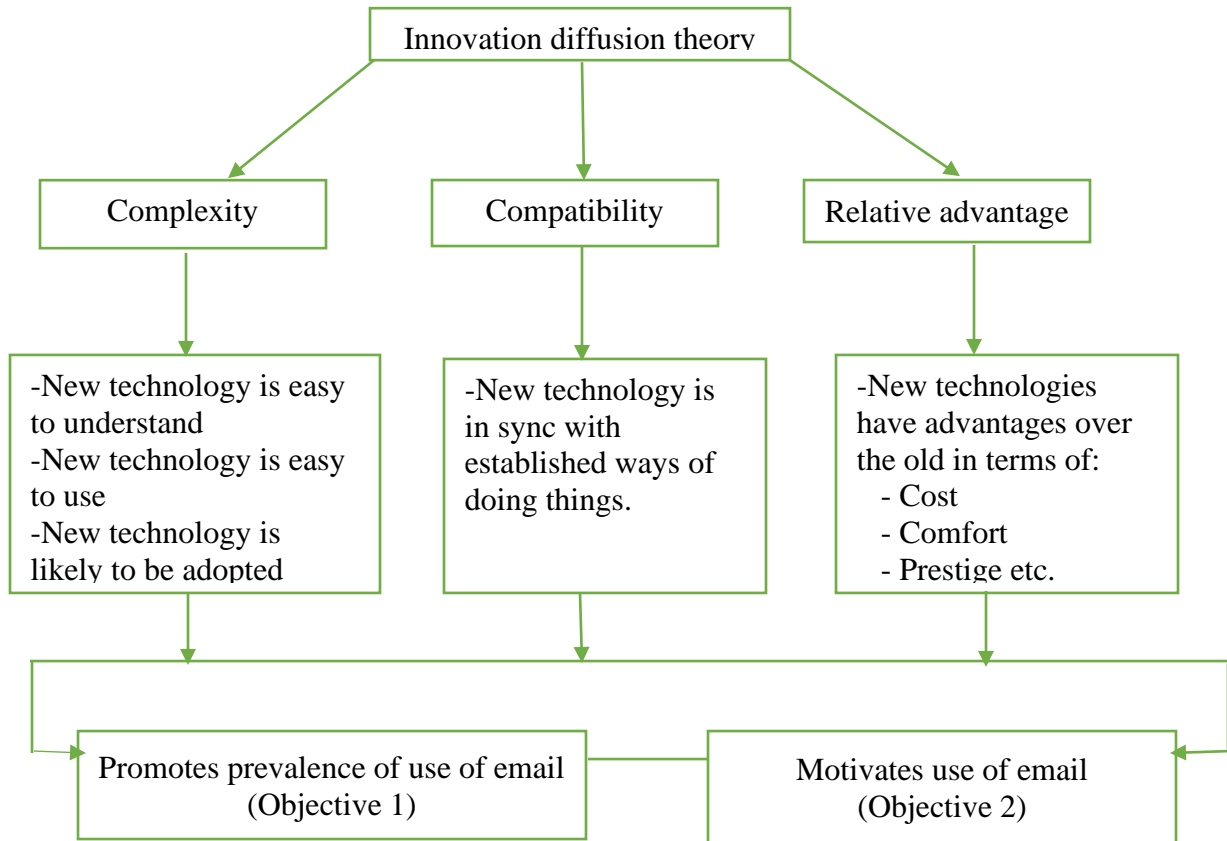 Innovation diffusion theory
Complexity
Compatibility
Relative advantage
-New technology is easy
to understand
-New technology is easy
to use
-New technology is
likely to be adopted
-New technology is
in sync with
established ways of
doing things.
-New technologies
have advantages over
the old in terms of:
- Cost
- Comfort
- Prestige etc.
Promotes prevalence of use of email
(Objective 1)
Motivates use of email
(Objective 2)